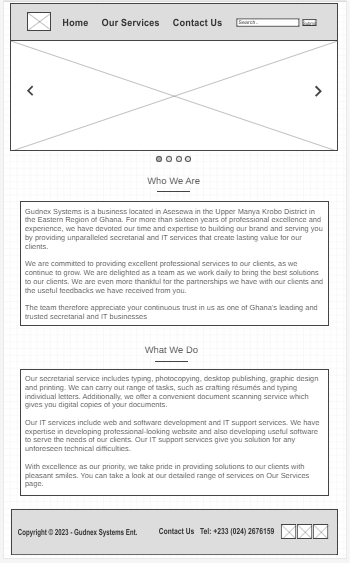 Home Our Services Contact Us Search..
Who We Are
Gudnex Systems is a business located in Asesewa in the Upper Manya Krobo District in
the Eastern Region of Ghana. For more than sixteen years of professional excellence and
experience, we have devoted our time and expertise to building our brand and serving you
by providing unparalleled secretarial and IT services that create lasting value for our
clients.
We are committed to providing excellent professional services to our clients, as we
continue to grow. We are delighted as a team as we work daily to bring the best solutions
to our clients. We are even more thankful for the partnerships we have with our clients and
the useful feedbacks we have received from you.
The team therefore appreciate your continuous trust in us as one of Ghana's leading and
trusted secretarial and IT businesses
What We Do
Our secretarial service includes typing, photocopying, desktop publishing, graphic design
and printing. We can carry out range of tasks, such as crafting résumés and typing
individual letters. Additionally, we offer a convenient document scanning service which
gives you digital copies of your documents.
Our IT services include web and software development and IT support services. We have
expertise in developing professional-looking website and also developing useful software
to serve the needs of our clients. Our IT support services give you solution for any
unforeseen technical difficulties.
With excellence as our priority, we take pride in providing solutions to our clients with
pleasant smiles. You can take a look at our detailed range of services on Our Services
page.
Copyright © 2023 - Gudnex Systems Ent. Contact Us Tel: +233 (024) 2676159